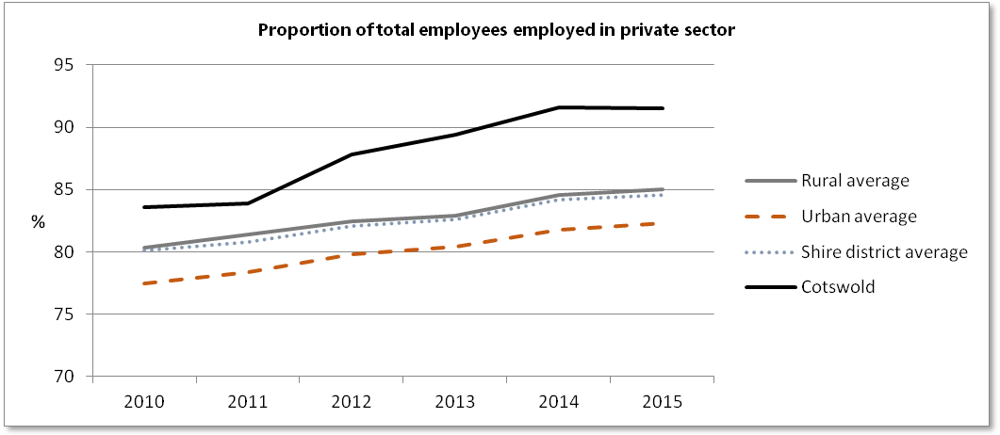 Proportion of total employees employed in private sector
95
90
85
%
80
75
70
2010 2011 2012 2013 2014 2015
Rural average
Urban average
Shire district average
Cotswold